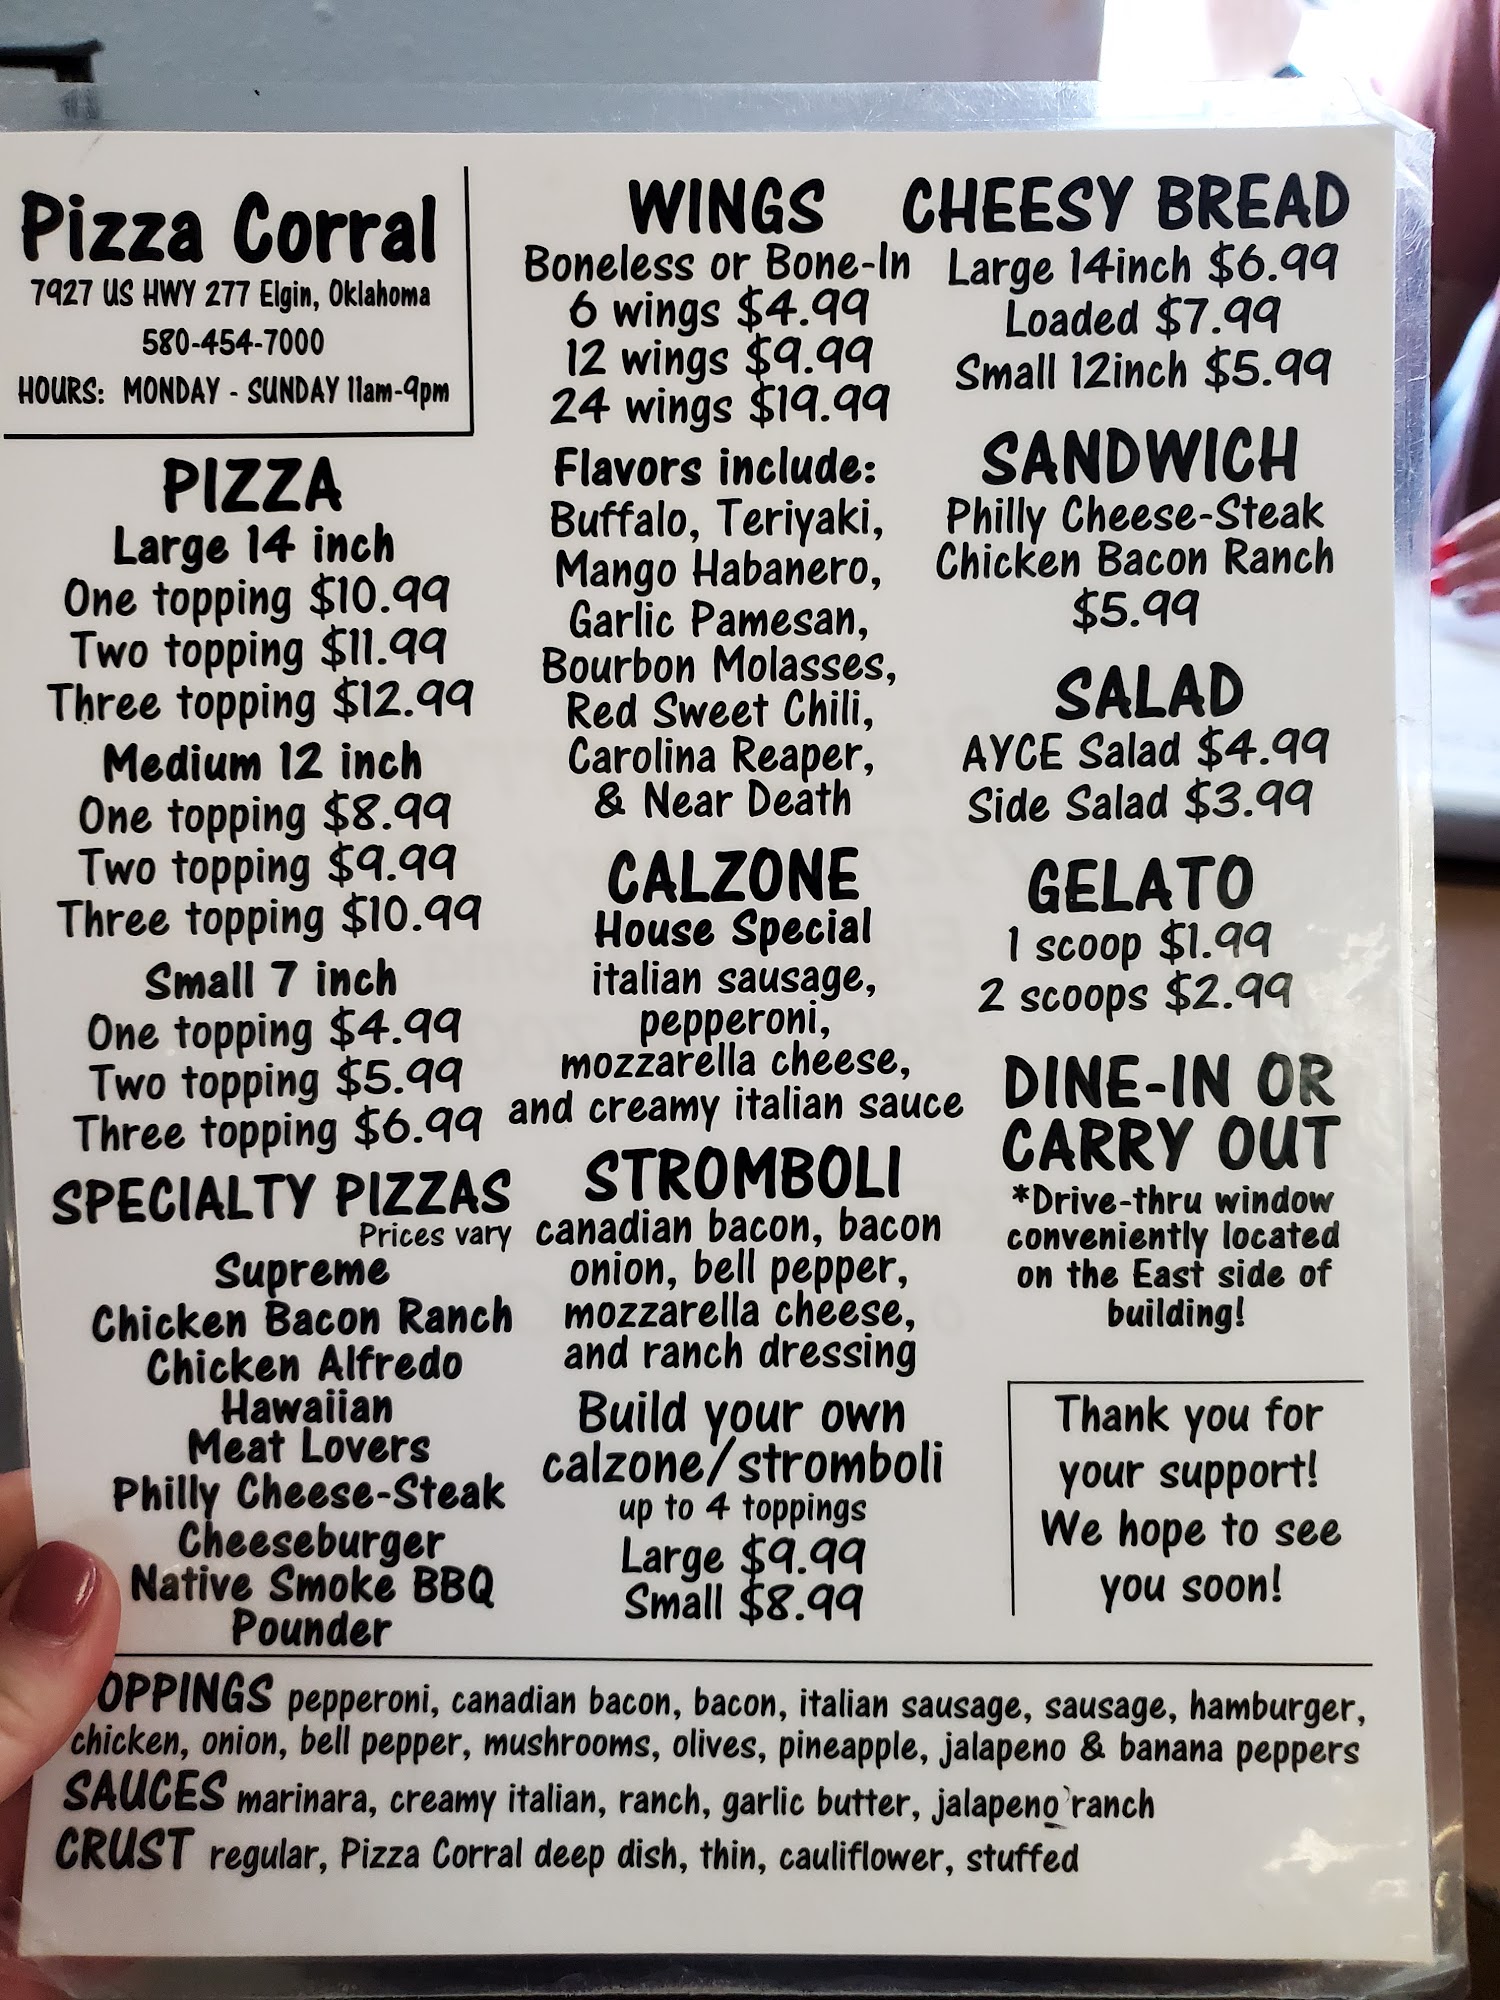 Pizza Corral
7927 US HWY 277 Elgin, Oklahoma
580-454-7000
HOURS: MONDAY - SUNDAY 11am-9pm
PIZZA
Large 14 inch
One topping $10.99
Two topping $11.99
Three topping $12.99
Medium 12 inch
One topping $8.99
Two topping $9.99
Three topping $10.99
Small 7 inch
One topping $4.99
Two topping $5.99
Three topping $6.99
SPECIALTY PIZZAS
Prices vary
Supreme
Chicken Bacon Ranch
Chicken Alfredo
Hawaiian
Meat Lovers
Philly Cheese-Steak
Cheeseburger
Native Smoke BBQ
Pounder
WINGS
Boneless or Bone-In
6 wings $4.99
12 wings $9.99
24 wings $19.99
Flavors include:
Buffalo, Teriyaki,
Mango Habanero,
Garlic Pamesan,
Bourbon Molasses,
Red Sweet Chili,
Carolina Reaper,
& Near Death
CALZONE
House Special
italian sausage,
pepperoni,
mozzarella cheese,
and creamy italian sauce
STROMBOLI
canadian bacon, bacon
onion, bell pepper,
mozzarella cheese,
and ranch dressing
Build your own
calzone/stromboli
up to 4 toppings
Large $9.99
Small $8.99
CHEESY BREAD
Large 14inch $6.99
Loaded $7.99
Small 12inch $5.99
SANDWICH
Philly Cheese-Steak
Chicken Bacon Ranch
$5.99
SALAD
AYCE Salad $4.99
Side Salad $3.99
GELATO
1 scoop $1.99
2 scoops $2.99
DINE-IN OR
CARRY OUT
*Drive-thru window
conveniently located
on the East side of
building!
Thank you for
your support!
We hope to see
you soon!
OPPINGS pepperoni, canadian bacon, bacon, italian sausage, sausage, hamburger,
chicken, onion, bell pepper, mushrooms, olives, pineapple, jalapeno & banana peppers
SAUCES marinara, creamy italian, ranch, garlic butter, jalapeno ranch
CRUST regular, Pizza Corral deep dish, thin, cauliflower, stuffed